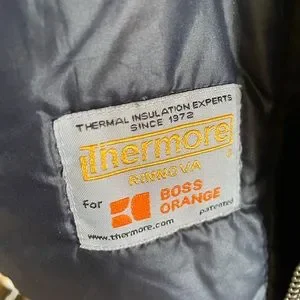 THERMAL INSULATION EXPERTS
SINCE 1972
Thermore
RINNOVA
For BOSS
ORANGE
www.thermore.com
patented